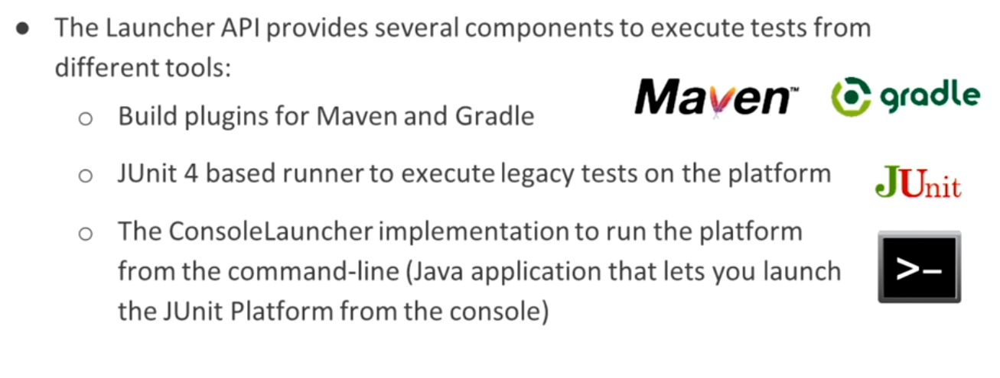 ● The Launcher API provides several components to execute tests from
different tools:
Maven™ gradle
○ Build plugins for Maven and Gradle
○ JUnit 4 based runner to execute legacy tests on the platform
JUnit
○ The ConsoleLauncher implementation to run the platform
from the command-line (Java application that lets you launch
>–
the JUnit Platform from the console)